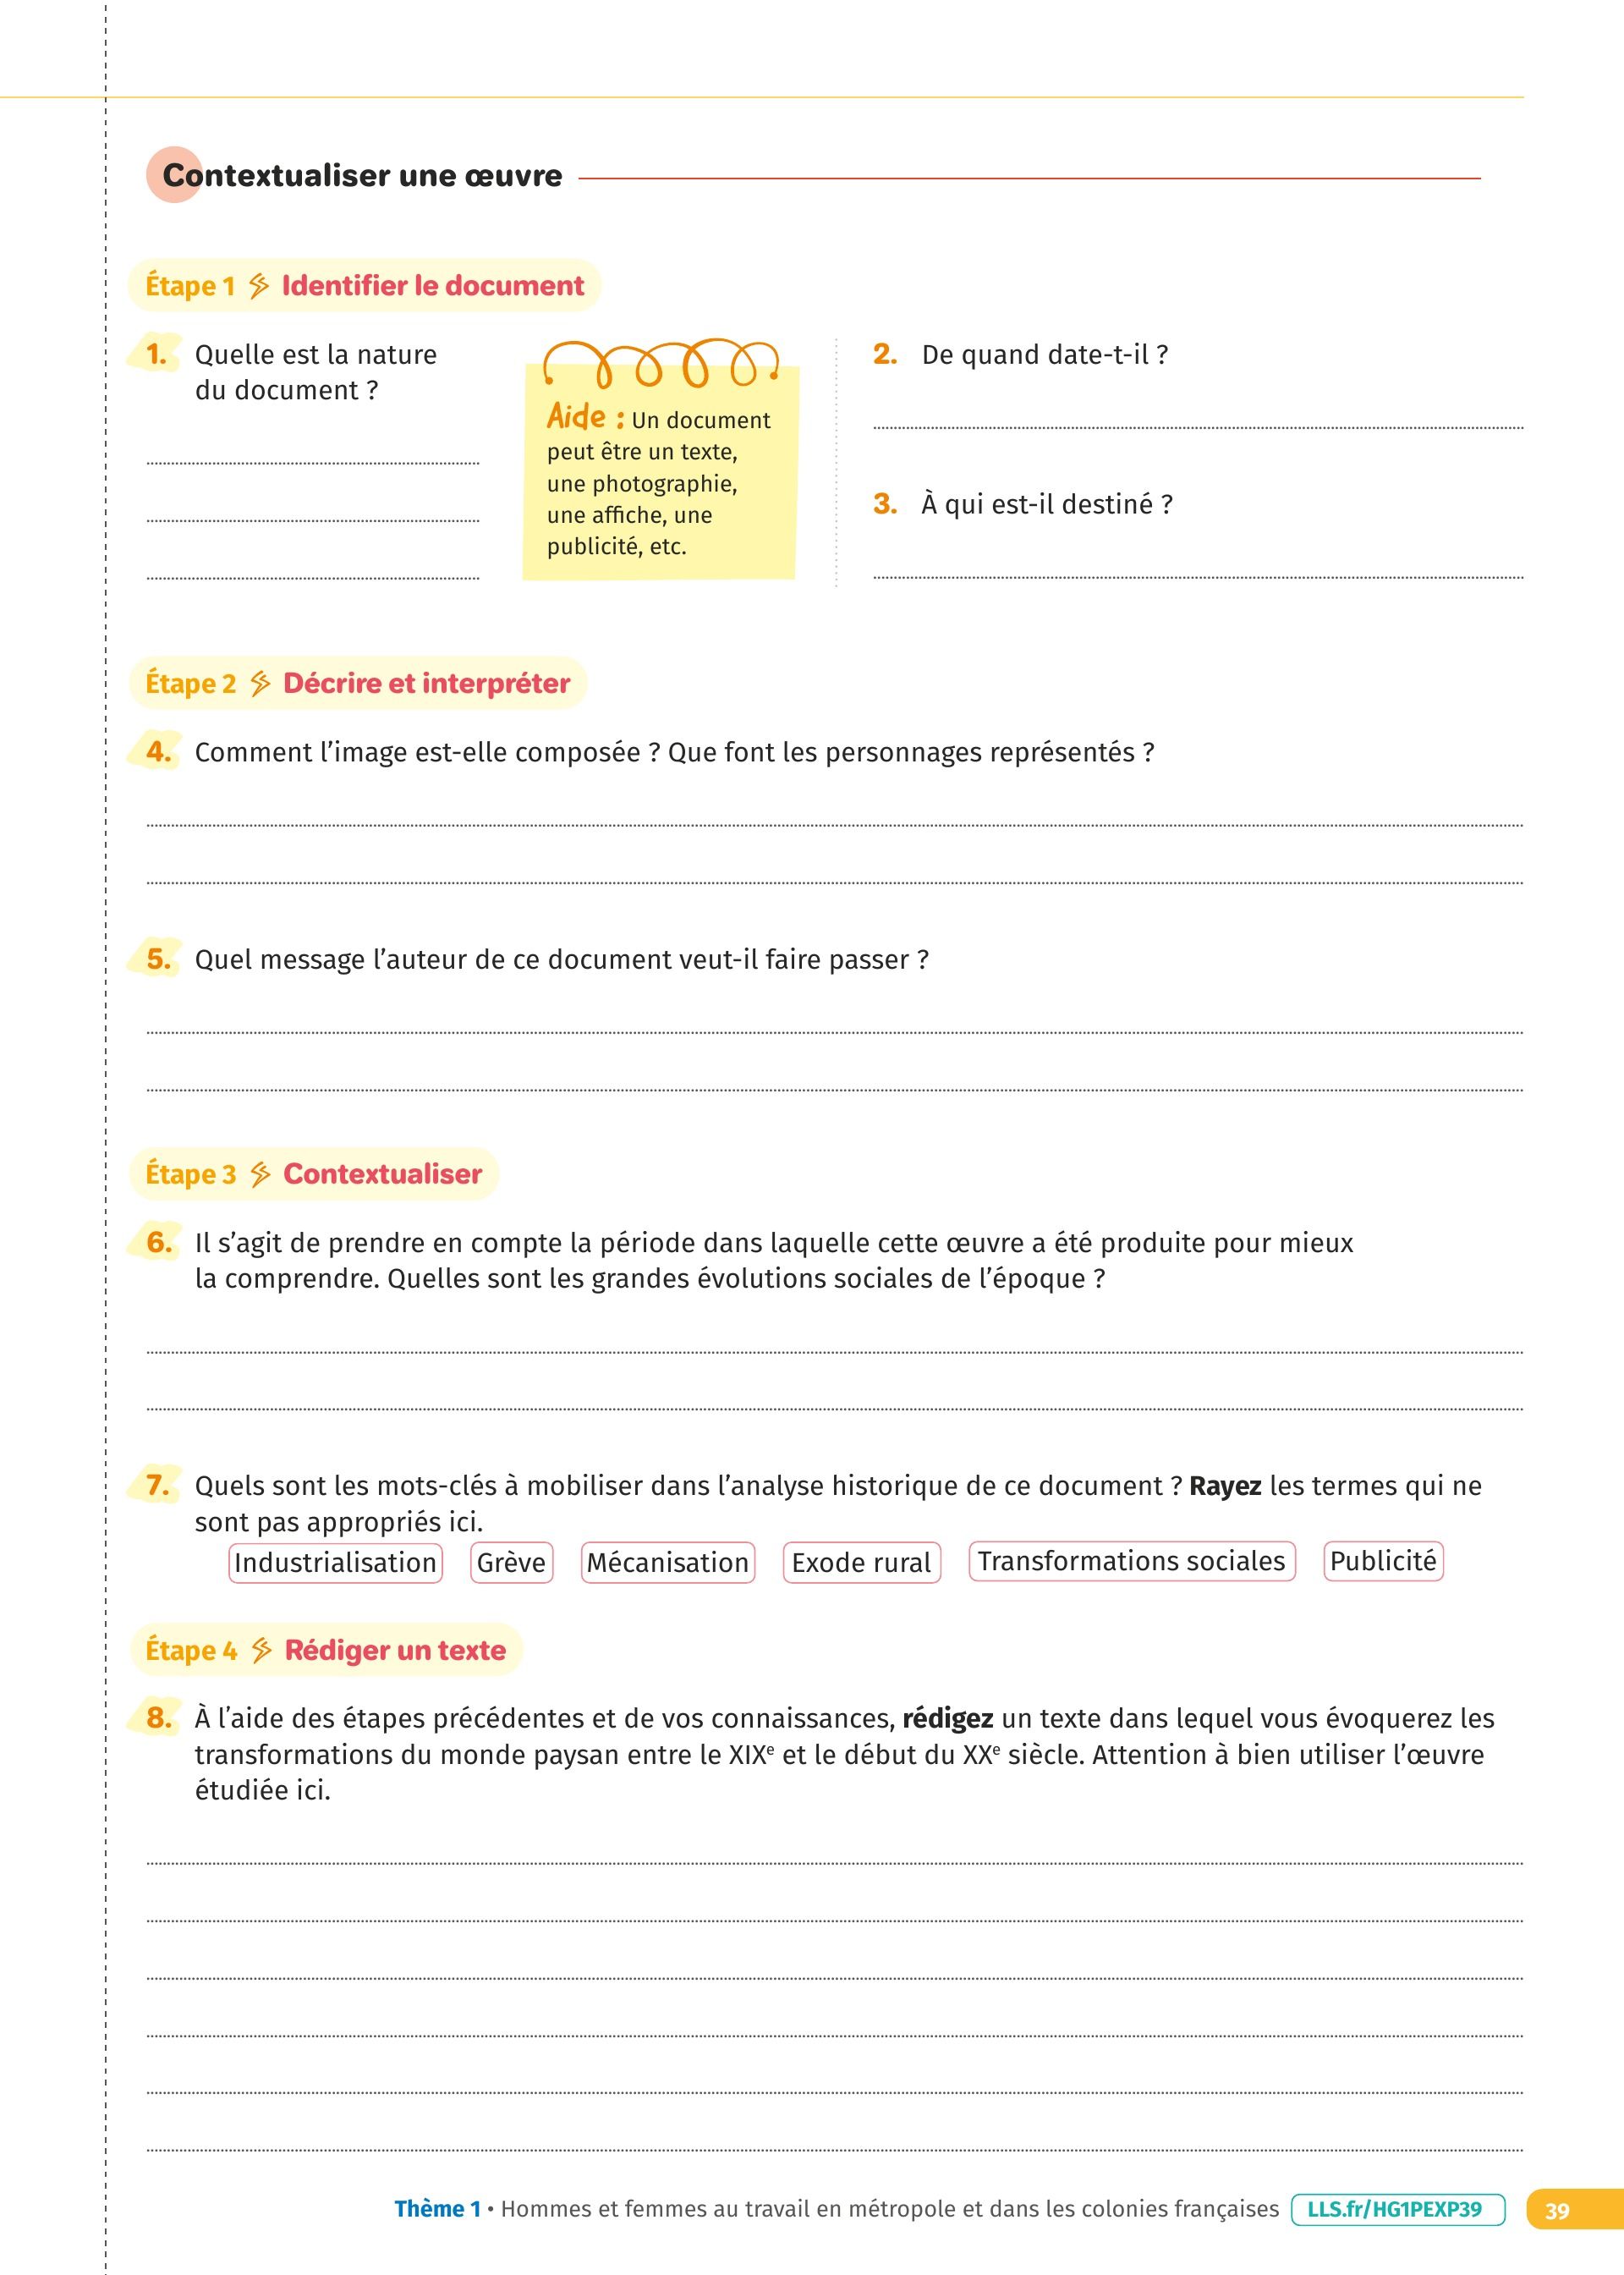 Contextualiser une œuvre
Étape 1 Identifier le document
1. Quelle est la nature
du document ?
Aide : Un document
peut être un texte,
une photographie,
une affiche, une
publicité, etc.
2. De quand date-t-il ?
3. À qui est-il destiné ?
Étape 2 Décrire et interpréter
4. Comment l’image est-elle composée ? Que font les personnages représentés ?
5. Quel message l’auteur de ce document veut-il faire passer ?
Étape 3 Contextualiser
6. Il s’agit de prendre en compte la période dans laquelle cette œuvre a été produite pour mieux
la comprendre. Quelles sont les grandes évolutions sociales de l’époque ?
7. Quels sont les mots-clés à mobiliser dans l’analyse historique de ce document ? Rayez les termes qui ne
sont pas appropriés ici.
Industrialisation Grève Mécanisation Exode rural Transformations sociales Publicité
Étape 4 Rédiger un texte
8. À l’aide des étapes précédentes et de vos connaissances, rédigez un texte dans lequel vous évoquerez les
transformations du monde paysan entre le XIXe et le début du XXe siècle. Attention à bien utiliser l’œuvre
étudiée ici.
Thème 1 • Hommes et femmes au travail en métropole et dans les colonies françaises LLS.fr/HG1PEXP39 39